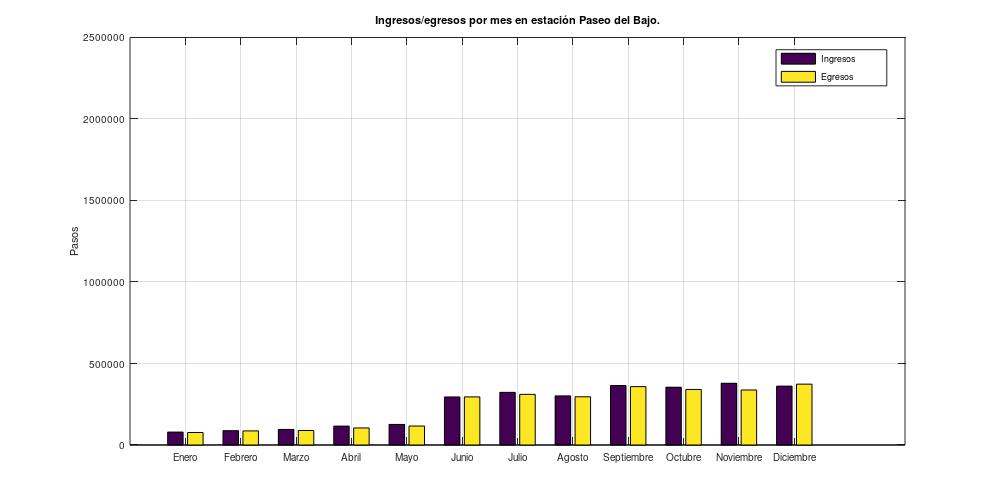 Ingresos/egresos por mes en estación Paseo del Bajo.
2500000
2000000
1500000
1000000
500000
0
Pasos
Ingresos
Egresos
Enero Febrero Marzo Abril Mayo Junio Julio Agosto Septiembre Octubre Noviembre Diciembre